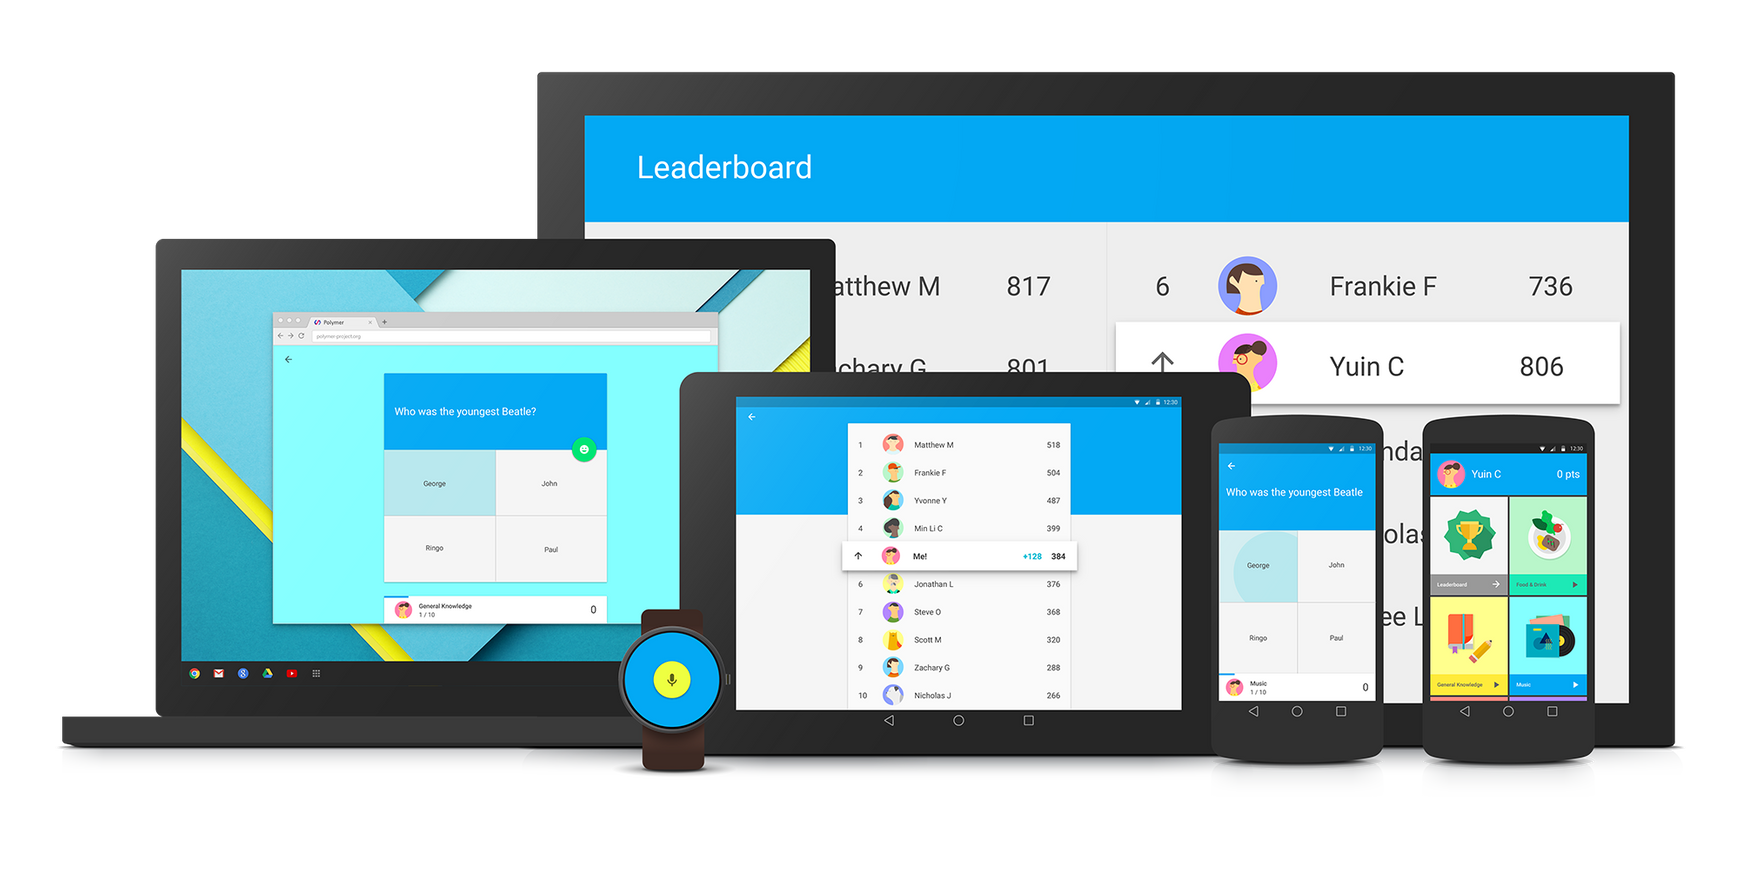 Leaderboard
atthew M 817
6 Frankie F 736
Yuin C 806
801
Polymer
polymer-project.org
Who was the youngest Beatle?
George John
Ringo Paul
General Knowledge
1 / 10
0
12:30
1 Matthew M 518
2 Frankie F 504
3 Yvonne Y 487
4 Min Li C 399
Me! +128 384
6 Jonathan L 376
7 Steve O 368
8 Scott M 320
9 Zachary G 288
10 Nicholas J 266
12:30
Who was the youngest Beatle
George John
Ringo Paul
Music
1 / 10
0
12:30
Yuin C 0 pts
Leaderboard Food & Drink
General Knowledge Music